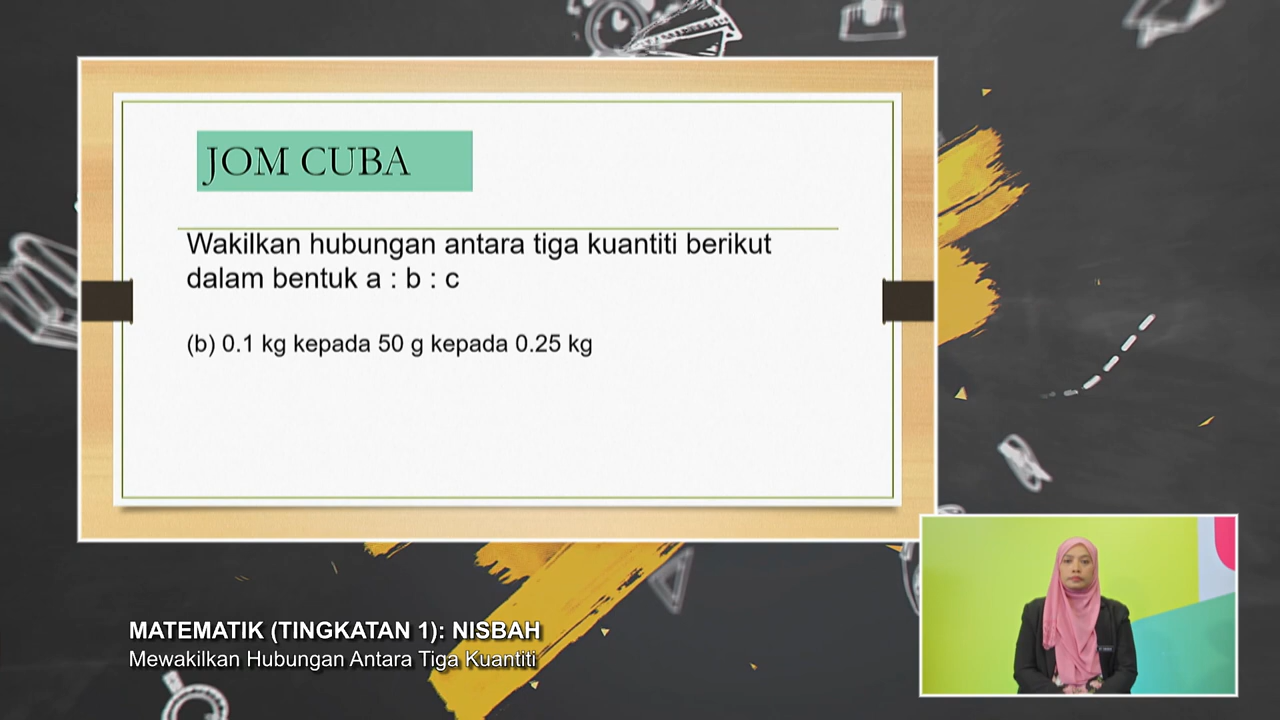 JOM CUBA
Wakilkan hubungan antara tiga kuantiti berikut
dalam bentuk a : b : c
(b) 0.1 kg kepada 50 g kepada 0.25 kg
MATEMATIK (TINGKATAN 1): NISBAH
Mewakilkan Hubungan Antara Tiga Kuantiti